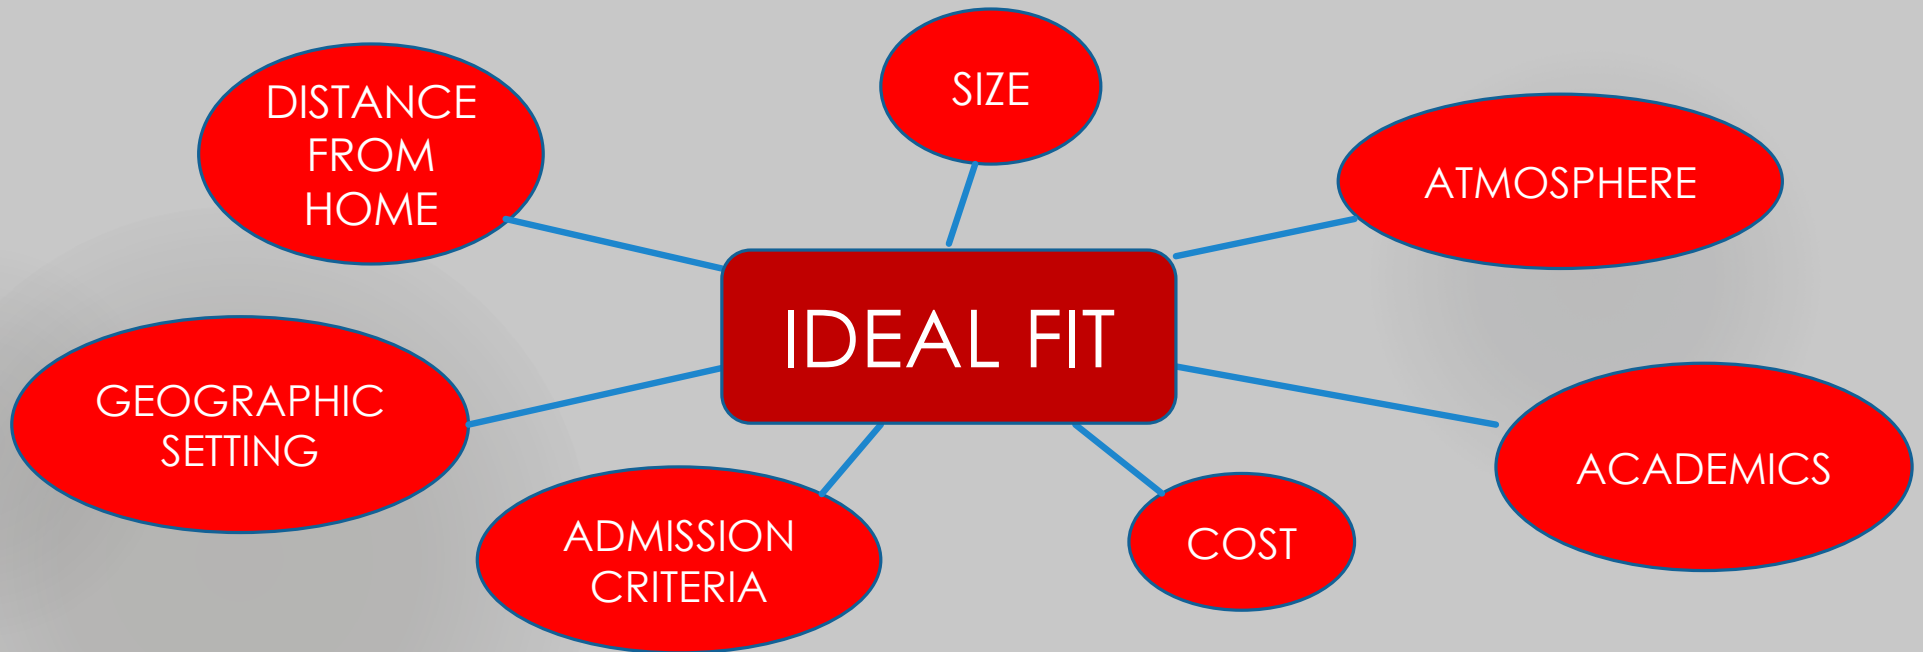 SIZE
DISTANCE
FROM
HOME
ATMOSPHERE
IDEAL FIT
GEOGRAPHIC
SETTING
ACADEMICS
ADMISSION
CRITERIA
COST